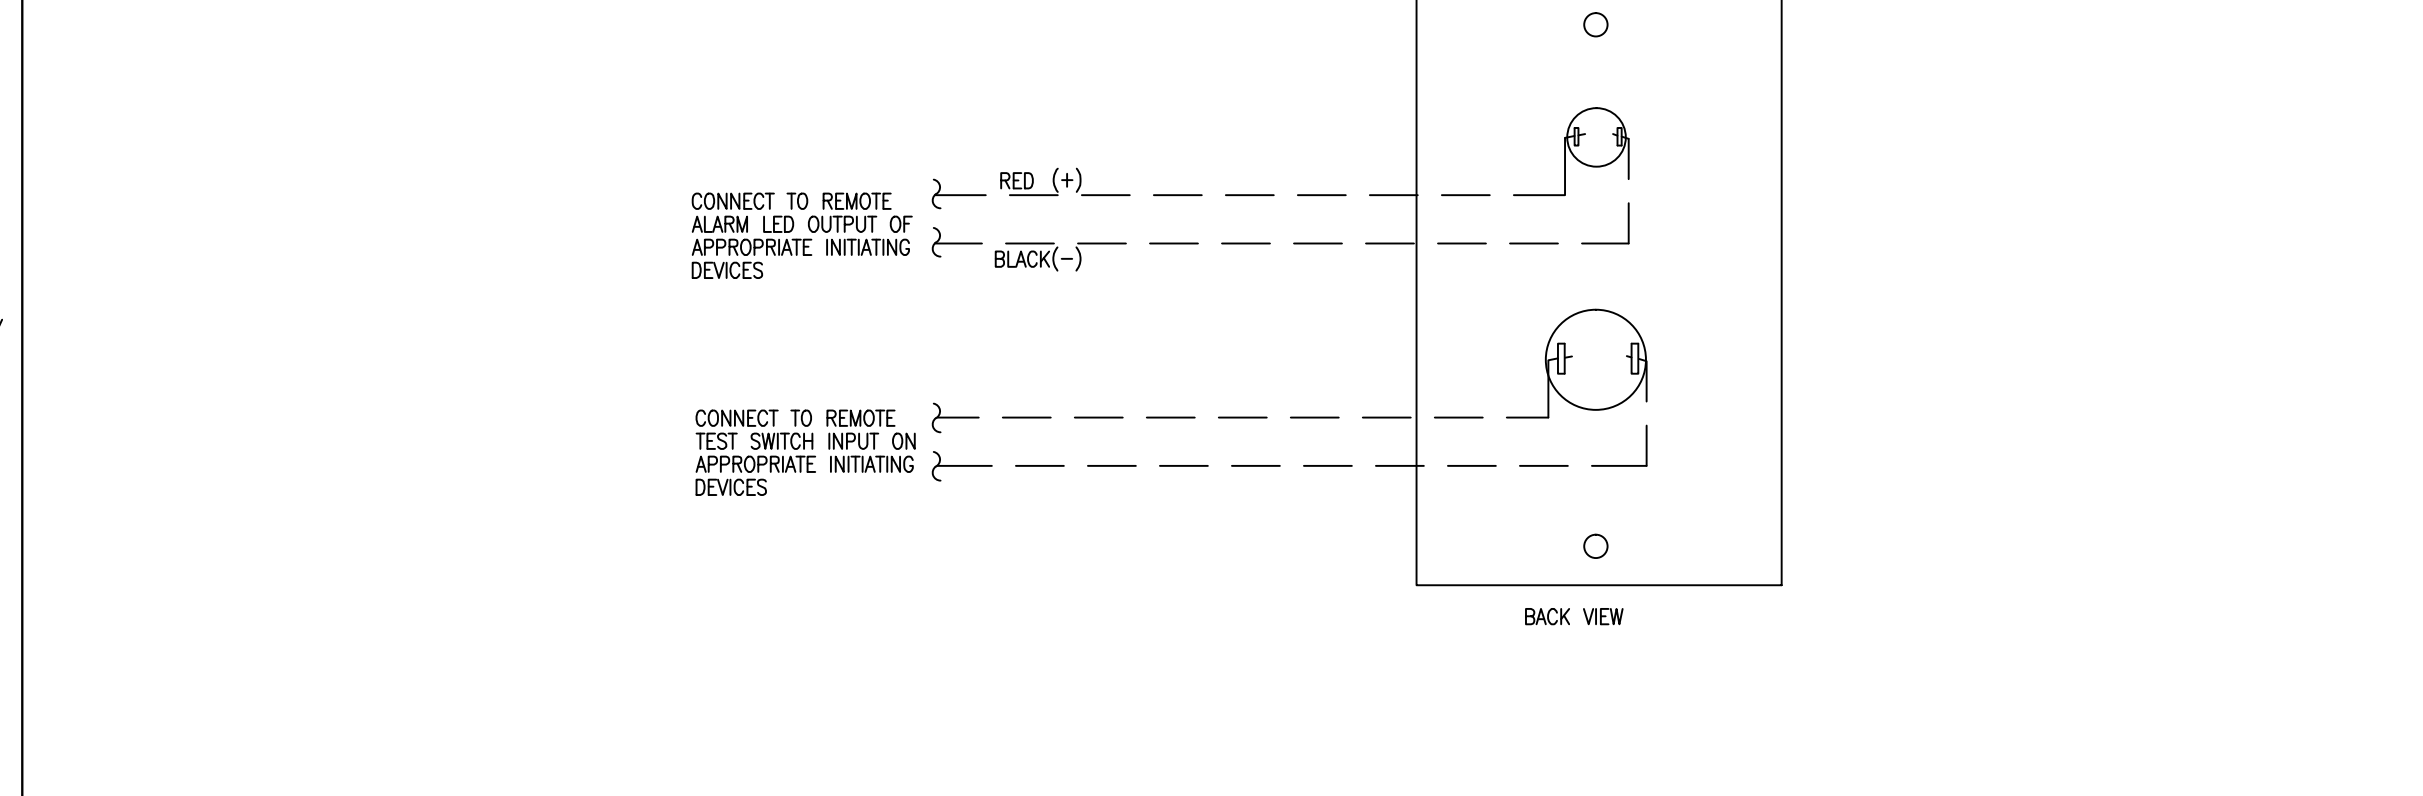 RED (+)
CONNECT TO REMOTE
ALARM LED OUTPUT OF
APPROPRIATE INITIATING
DEVICES
BLACK(-)
CONNECT TO REMOTE
TEST SWITCH INPUT ON
APPROPRIATE INITIATING
DEVICES
BACK VIEW